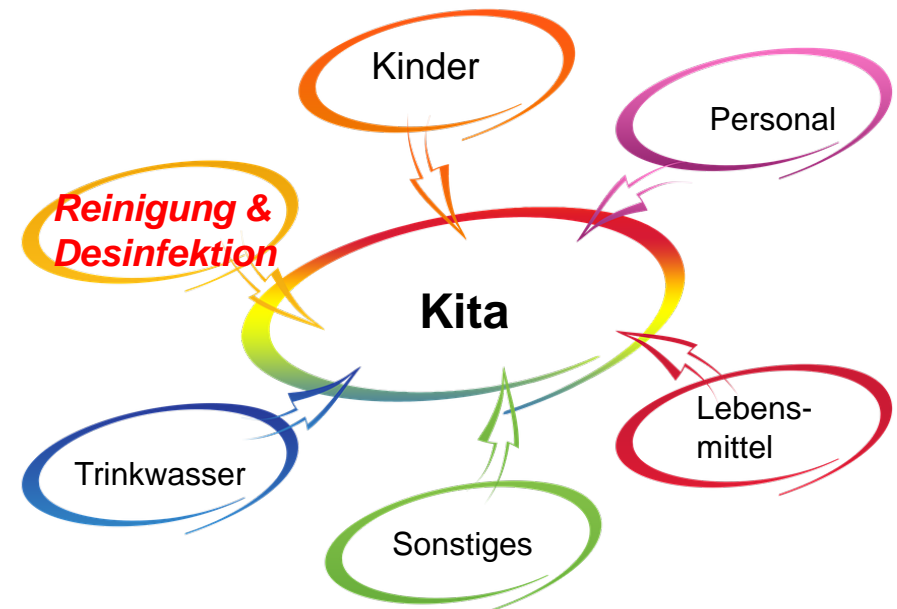 Kinder
Personal
Reinigung &
Desinfektion
Kita
Lebens-
mittel
Trinkwasser
Sonstiges